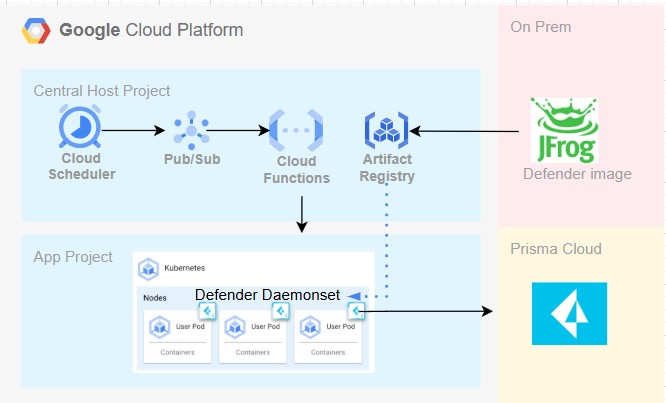 Google Cloud Platform
On Prem
Central Host Project
Cloud
Scheduler
Pub/Sub
Cloud
Functions
Artifact
Registry
JFrog
Defender image
App Project
Kubernetes
Nodes
Defender Daemonset
User Pod
Containers
User Pod
Containers
User Pod
Containers
Prisma Cloud